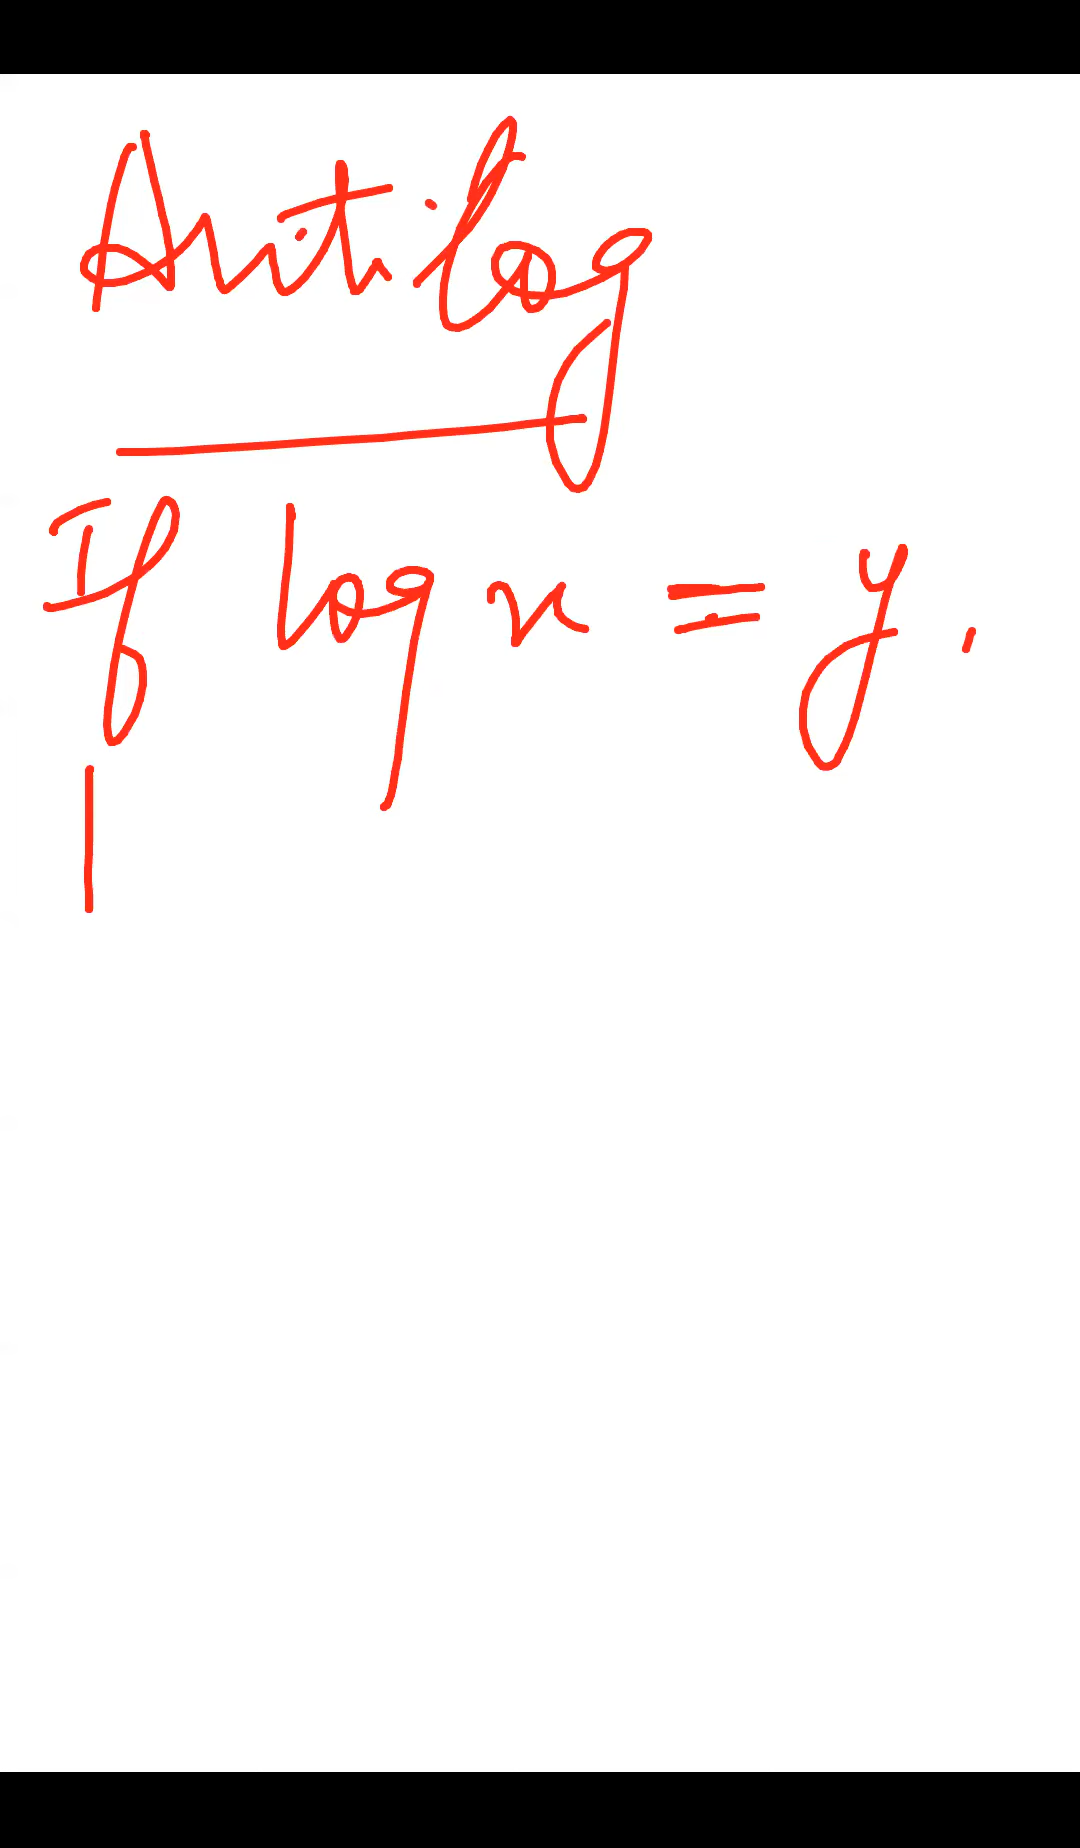 Antilog
If log x = y.